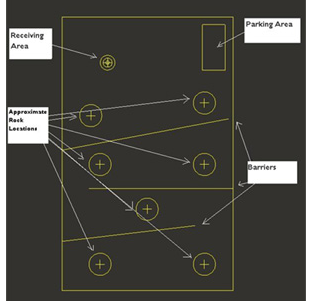 Receiving
Area
Parking Area
Approximate
Rock
Locations
Barriers